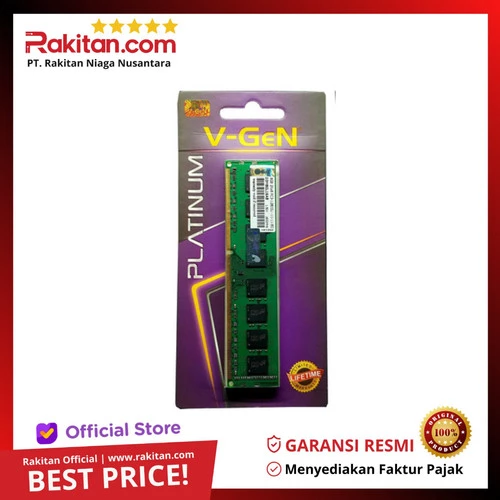 Rakitan.com
PT. Rakitan Niaga Nusantara
V-GeN
PLATINUM
LIFETIME
Official Store
Rakitan Official | www.rakitan.com
BEST PRICE!
GARANSI RESMI
Menyediakan Faktur Pajak
ORIGINAL
100%
PRODUCT